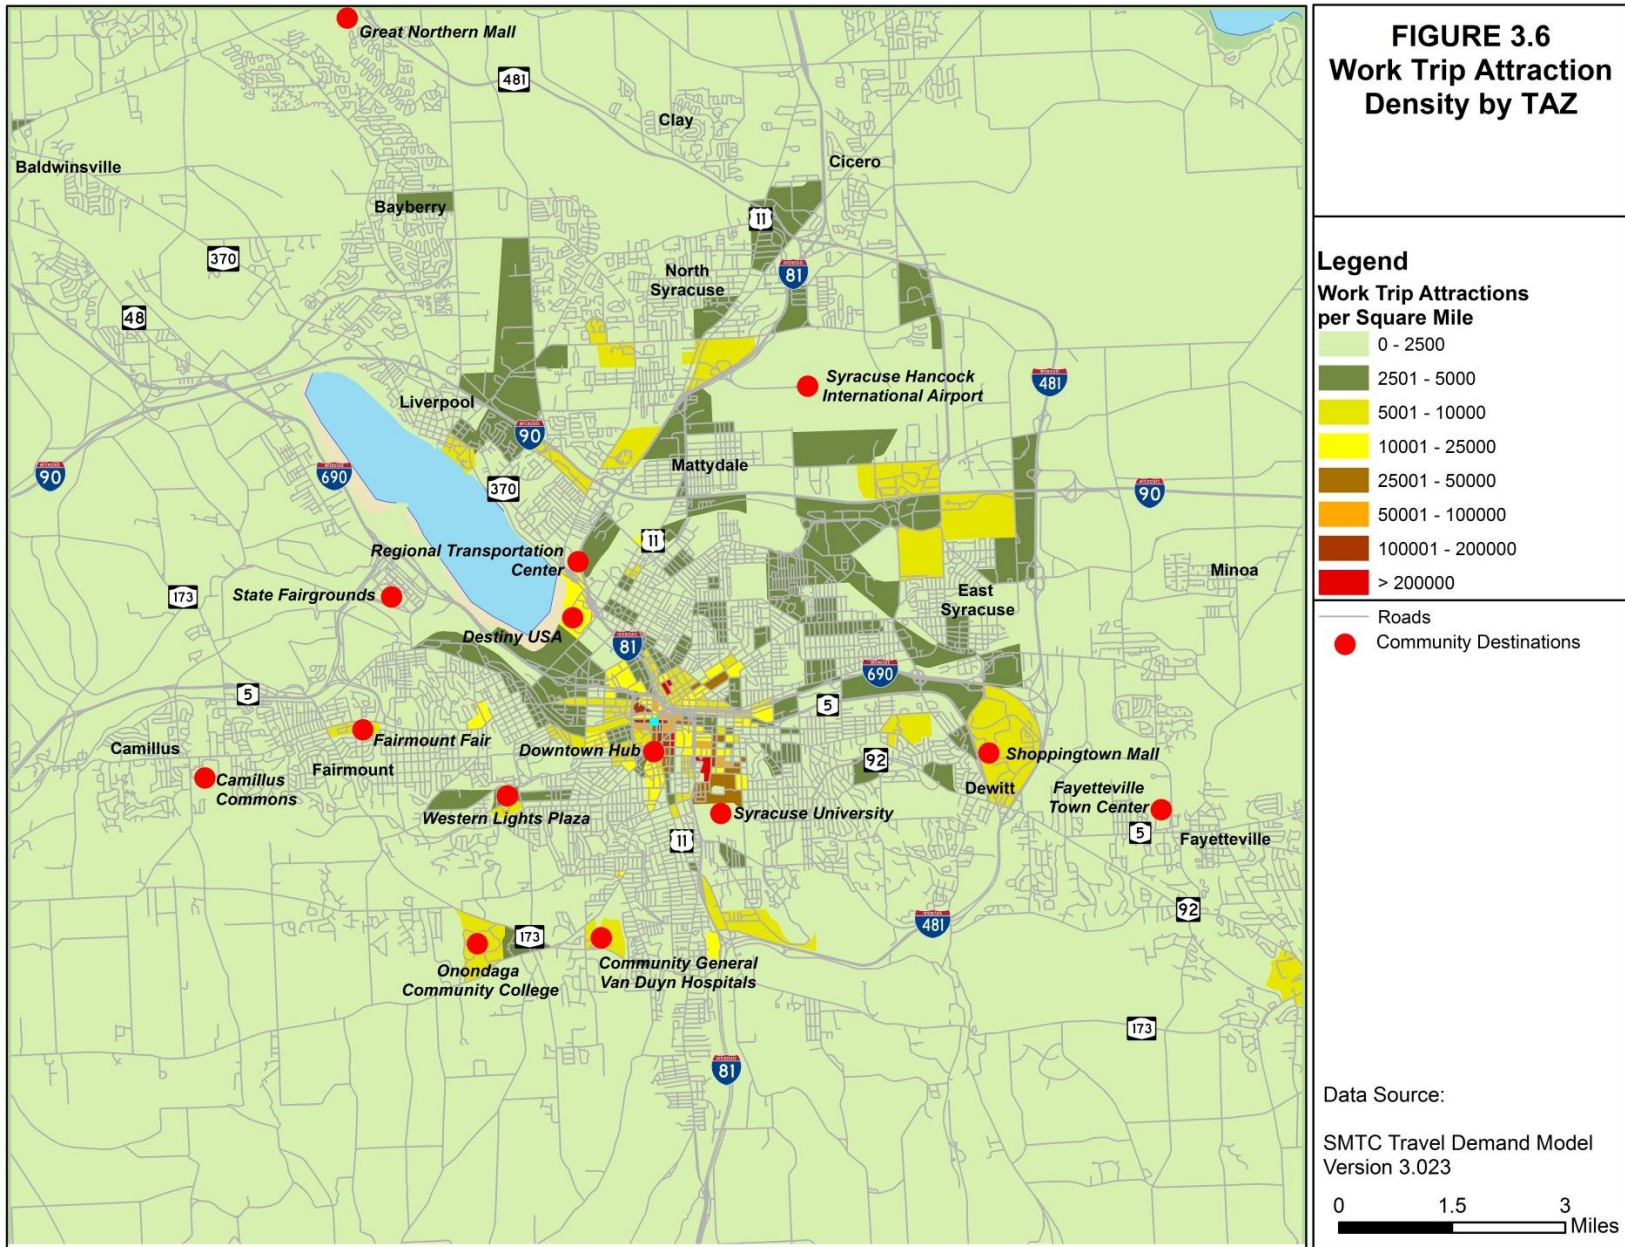 FIGURE 3.6
Work Trip Attraction
Density by TAZ
Legend
Work Trip Attractions
per Square Mile
0 - 2500
2501 - 5000
5001 - 10000
10001 - 25000
25001 - 50000
50001 - 100000
100001 - 200000
> 200000
Roads
Community Destinations
Data Source:
SMTC Travel Demand Model
Version 3.023
0 1.5 3
Miles
Great Northern Mall
481
Clay
Cicero
Baldwinsville
Bayberry
11
370
North
Syracuse
81
48
Syracuse Hancock
International Airport
481
Liverpool
90
Mattydale
90
690
370
90
11
Regional Transportation
Center
State Fairgrounds
173
Minoa
East
Syracuse
Destiny USA
81
690
5
5
Fairmount Fair
Camillus
Fairmount
Downtown Hub
92
Shoppingtown Mall
Camillus
Commons
Dewitt
Fayetteville
Town Center
Western Lights Plaza
Syracuse University
11
5
Fayetteville
92
481
173
Onondaga
Community College
Community General
Van Duyn Hospitals
173
81